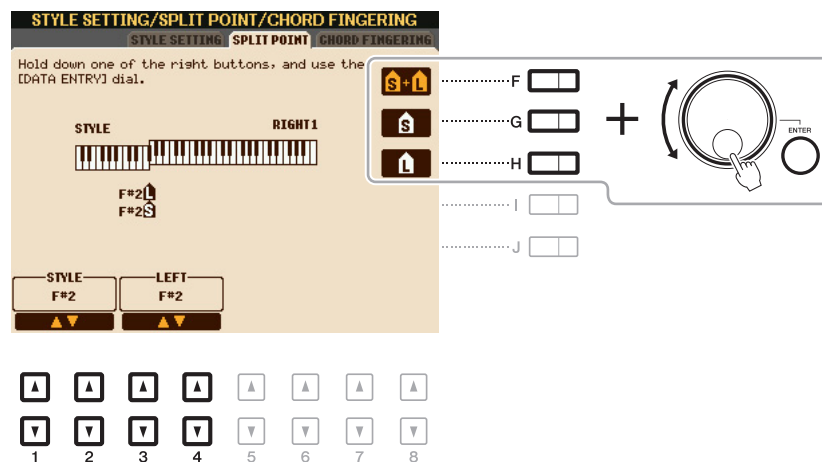 STYLE SETTING/SPLIT POINT/CHORD FINGERING
STYLE SETTING SPLIT POINT CHORD FINGERING
Hold down one of the right buttons, and use the
[DATA ENTRY] dial.
S+L
F
S
G
L
H
ENTER
I
J
STYLE RIGHT1
F#2 L
F#2 S
STYLE LEFT
F#2 F#2
1 2 3 4 5 6 7 8